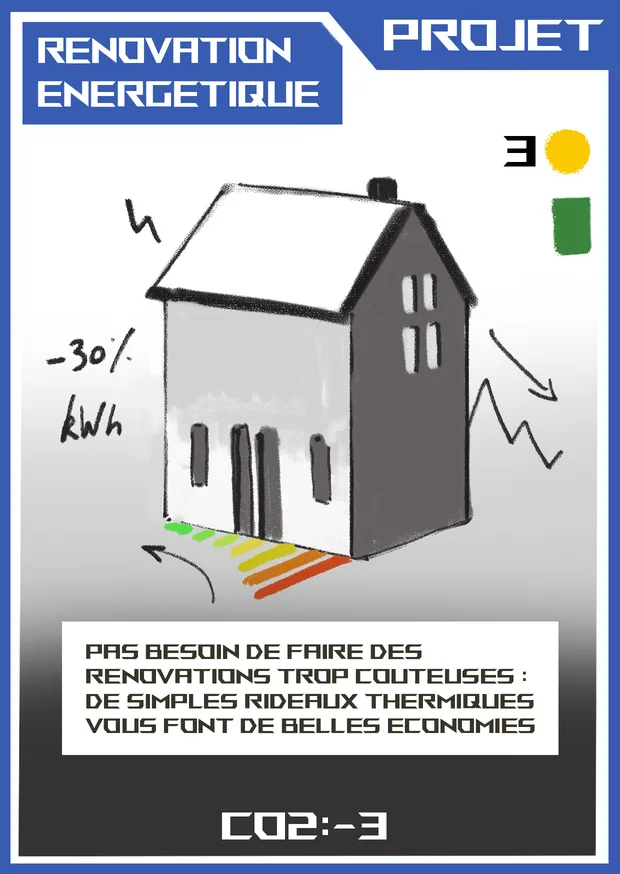 RENOVATION
ENERGETIQUE
PROJET
3
-30%
kWh
PAS BESOIN DE FAIRE DES
RENOVATIONS TROP COUTEUSES :
DE SIMPLES RIDEAUX THERMIQUES
VOUS FONT DE BELLES ECONOMIES
CO2:-3